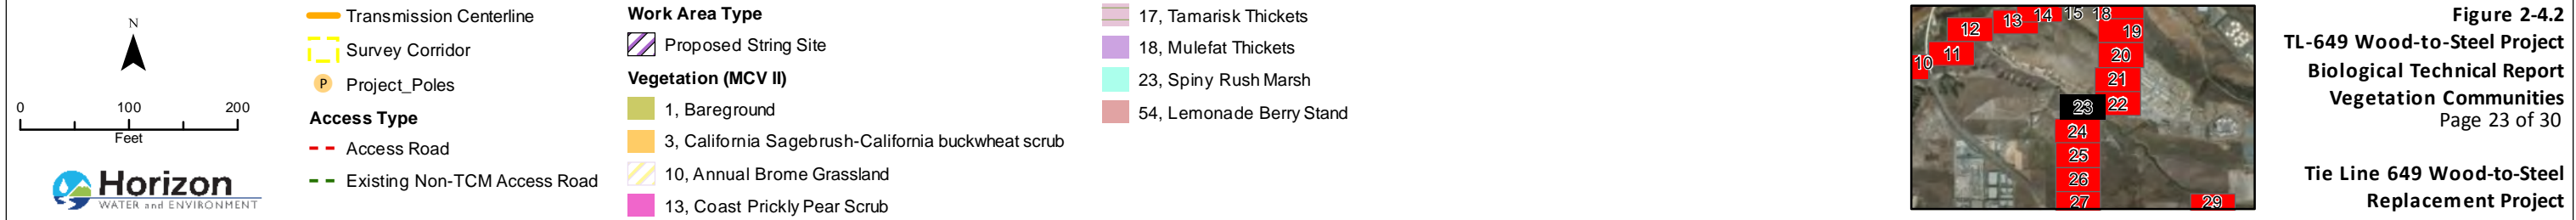 N
0 100 200
Feet
Horizon
WATER and ENVIRONMENT
Transmission Centerline
Survey Corridor
P Project_Poles
Access Type
Access Road
Existing Non-TCM Access Road
Work Area Type
Proposed String Site
Vegetation (MCV II)
1, Bareground
3, California Sagebrush-California buckwheat scrub
10, Annual Brome Grassland
13, Coast Prickly Pear Scrub
17, Tamarisk Thickets
18, Mulefat Thickets
23, Spiny Rush Marsh
54, Lemonade Berry Stand
12 13 14 15 18
19
10 11 20
21
23 22
24
25
26
27 29
Figure 2-4.2
TL-649 Wood-to-Steel Project
Biological Technical Report
Vegetation Communities
Page 23 of 30
Tie Line 649 Wood-to-Steel
Replacement Project